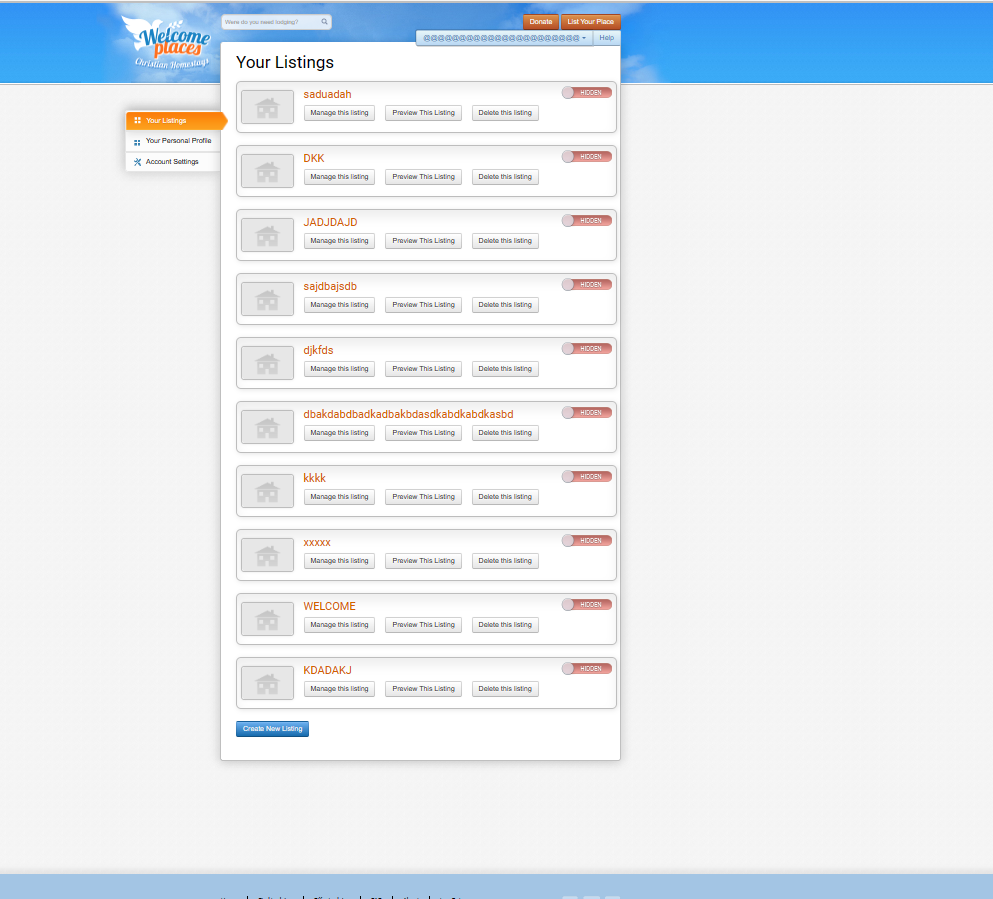 Welcome
places
Christian Homestays
Where do you need lodging?
Donate
List Your Place
Help
Your Listings
Your Personal Profile
Account Settings
Your Listings
saduadah
HIDDEN
Manage this listing
Preview This Listing
Delete this listing
DKK
HIDDEN
Manage this listing
Preview This Listing
Delete this listing
JADJDAJD
HIDDEN
Manage this listing
Preview This Listing
Delete this listing
sajdbajsdb
HIDDEN
Manage this listing
Preview This Listing
Delete this listing
djkfds
HIDDEN
Manage this listing
Preview This Listing
Delete this listing
dbakdabdbadkadbakbdasdkabdkabdkasbd
HIDDEN
Manage this listing
Preview This Listing
Delete this listing
kkkk
HIDDEN
Manage this listing
Preview This Listing
Delete this listing
xxxxx
HIDDEN
Manage this listing
Preview This Listing
Delete this listing
WELCOME
HIDDEN
Manage this listing
Preview This Listing
Delete this listing
KDADAKJ
HIDDEN
Manage this listing
Preview This Listing
Delete this listing
Create New Listing